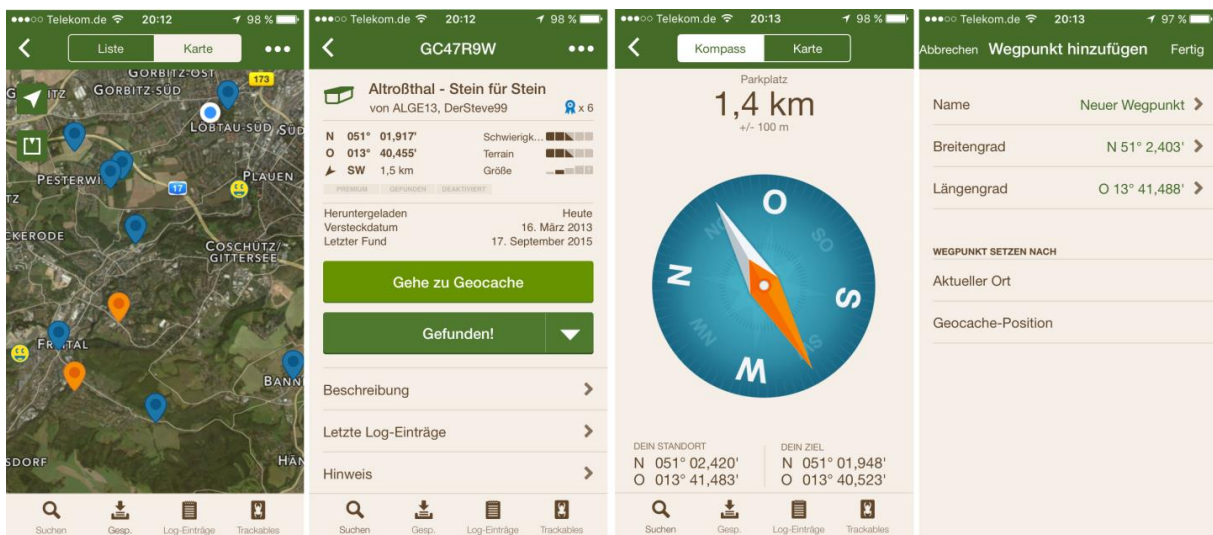 Telekom.de 20:12 98 %
Liste Karte
GORBITZ-OST
173
GORBITZ-SÜD
LÖBTAU-SÜD
SÜD
PESTERWI
17
PLAUEN
TZ
CKERODE
COSCHÜTZ/
GITTERSEE
FREITAL
BANN
SDORF
HÄN
Suchen Gesp. Log-Einträge Trackables
Telekom.de 20:12 98 %
GC47R9W
Altroßthal - Stein für Stein
von ALGE13, DerSteve99 x 6
N 051° 01,917' Schwierigk...
O 013° 40,455' Terrain
SW 1,5 km Größe
PREMIUM GEFUNDEN DEAKTIVIERT
Heruntergeladen Heute
Versteckdatum 16. März 2013
Letzter Fund 17. September 2015
Gehe zu Geocache
Gefunden!
Beschreibung
Letzte Log-Einträge
Hinweis
Suchen Gesp. Log-Einträge Trackables
Telekom.de 20:13 98 %
Kompass Karte
Parkplatz
1,4 km
+/- 100 m
O
NO SO
N S
NW SW
W
DEIN STANDORT DEIN ZIEL
N 051° 02,420' N 051° 01,948'
O 013° 41,483' O 013° 40,523'
Suchen Gesp. Log-Einträge Trackables
Telekom.de 20:13 97 %
Abbrechen Wegpunkt hinzufügen Fertig
Name Neuer Wegpunkt
Breitengrad N 51° 2,403'
Längengrad O 13° 41,488'
WEGPUNKT SETZEN NACH
Aktueller Ort
Geocache-Position